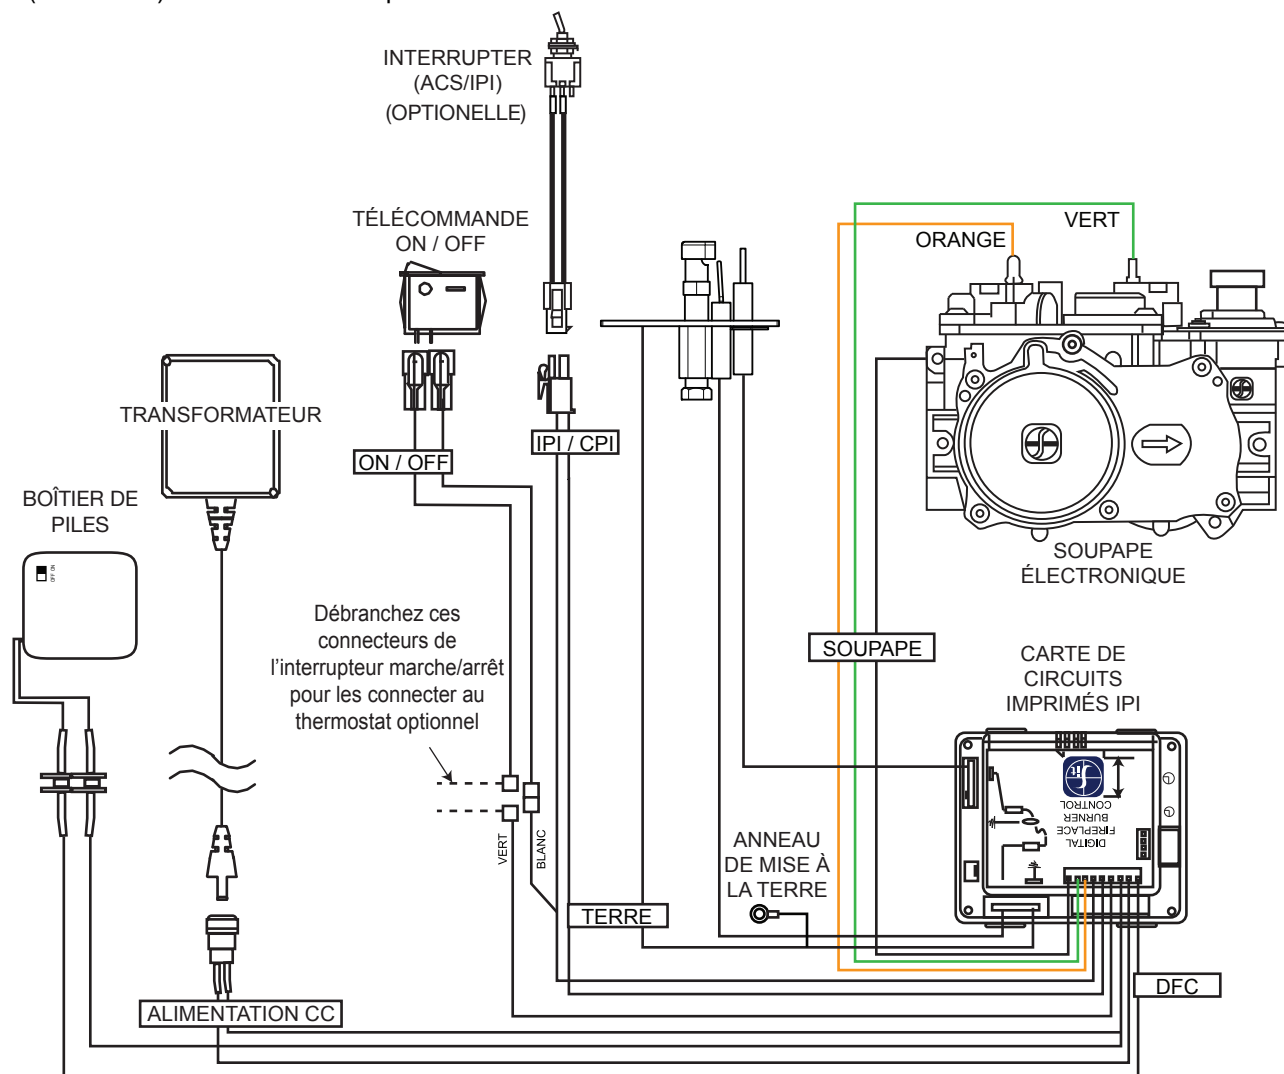 INTERRUPTER
(ACS/IPI)
(OPTIONELLE)
TÉLÉCOMMANDE
ON / OFF
VERT
ORANGE
TRANSFORMATEUR
ON / OFF
IPI / CPI
BOÎTIER DE
PILES
OFF ON
SOUPAPE
ÉLECTRONIQUE
Débranchez ces
connecteurs de
l'interrupteur marche/arrêt
pour les connecter au
thermostat optionnel
SOUPAPE
CARTE DE
CIRCUITS
IMPRIMÉS IPI
DIGITAL
FIREPLACE
BURNER
CONTROL
VERT
BLANC
ANNEAU
DE MISE À
LA TERRE
TERRE
DFC
ALIMENTATION CC